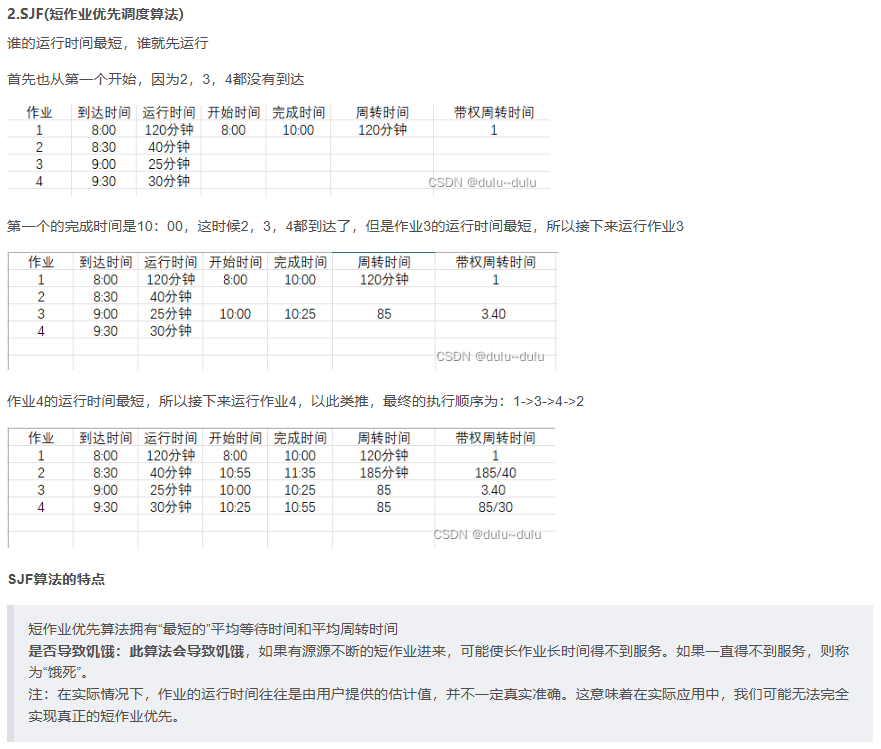 2.SJF(短作业优先调度算法)
谁的运行时间最短，谁就先运行
首先也从第一个开始，因为2，3，4都没有到达
作业 到达时间 运行时间 开始时间 完成时间 周转时间 带权周转时间
1 8:00 120分钟 8:00 10:00 120分钟 1
2 8:30 40分钟
3 9:00 25分钟
4 9:30 30分钟
CSDN @dulu~dulu
第一个的完成时间是10：00，这时候2，3，4都到达了，但是作业3的运行时间最短，所以接下来运行作业3
作业 到达时间 运行时间 开始时间 完成时间 周转时间 带权周转时间
1 8:00 120分钟 8:00 10:00 120分钟 1
2 8:30 40分钟
3 9:00 25分钟 10:00 10:25 85 3.40
4 9:30 30分钟
CSDN @dulu~dulu
作业4的运行时间最短，所以接下来运行作业4，以此类推，最终的执行顺序为：1->3->4->2
作业 到达时间 运行时间 开始时间 完成时间 周转时间 带权周转时间
1 8:00 120分钟 8:00 10:00 120分钟 1
2 8:30 40分钟 10:55 11:35 185分钟 185/40
3 9:00 25分钟 10:00 10:25 85 3.40
4 9:30 30分钟 10:25 10:55 85 85/30
CSDN @dulu~dulu
SJF算法的特点
短作业优先算法拥有“最短的”平均等待时间和平均周转时间
是否导致饥饿：此算法会导致饥饿，如果有源源不断的短作业进来，可能使长作业长时间得不到服务。如果一直得不到服务，则称
为“饿死”。
注：在实际情况下，作业的运行时间往往是由用户提供的估计值，并不一定真实准确。这意味着在实际应用中，我们可能无法完全
实现真正的短作业优先。